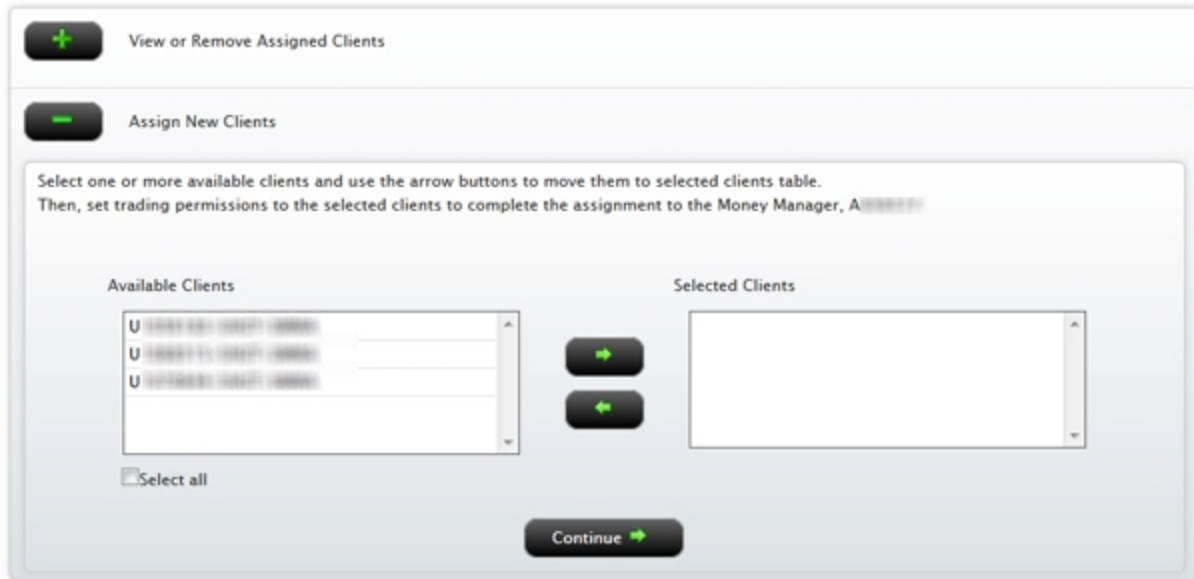 View or Remove Assigned Clients
Assign New Clients
Select one or more available clients and use the arrow buttons to move them to selected clients table.
Then, set trading permissions to the selected clients to complete the assignment to the Money Manager, A
Available Clients
Selected Clients
U
U
U
Select all
Continue